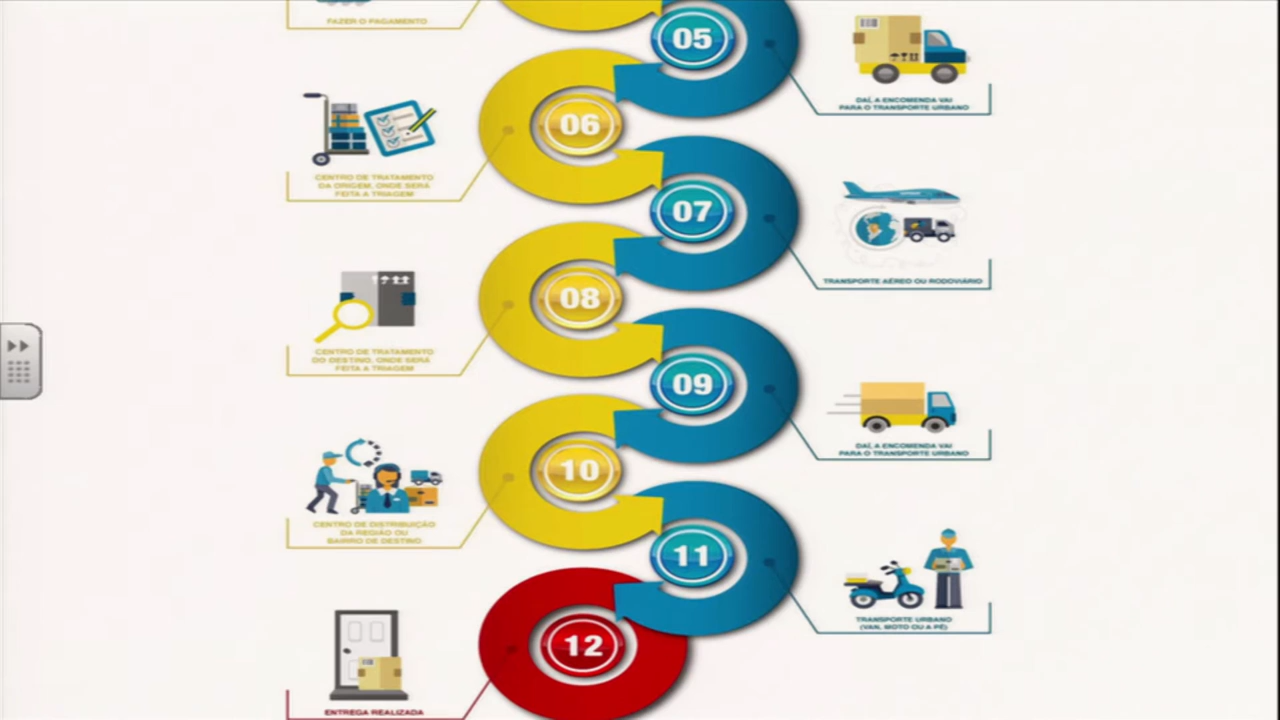 FAZER O PAGAMENTO
05
DAÍ, A ENCOMENDA VAI
PARA O TRANSPORTE URBANO
06
CENTRO DE TRATAMENTO
DA ORIGEM, ONDE SERÁ
FEITA A TRIAGEM
07
TRANSPORTE AÉREO OU RODOVIÁRIO
08
CENTRO DE TRATAMENTO
DO DESTINO, ONDE SERÁ
FEITA A TRIAGEM
09
DAÍ, A ENCOMENDA VAI
PARA O TRANSPORTE URBANO
10
CENTRO DE DISTRIBUIÇÃO
DA REGIÃO OU
BAIRRO DE DESTINO
11
TRANSPORTE URBANO
(VAN, MOTO OU A PÉ)
12
ENTREGA REALIZADA